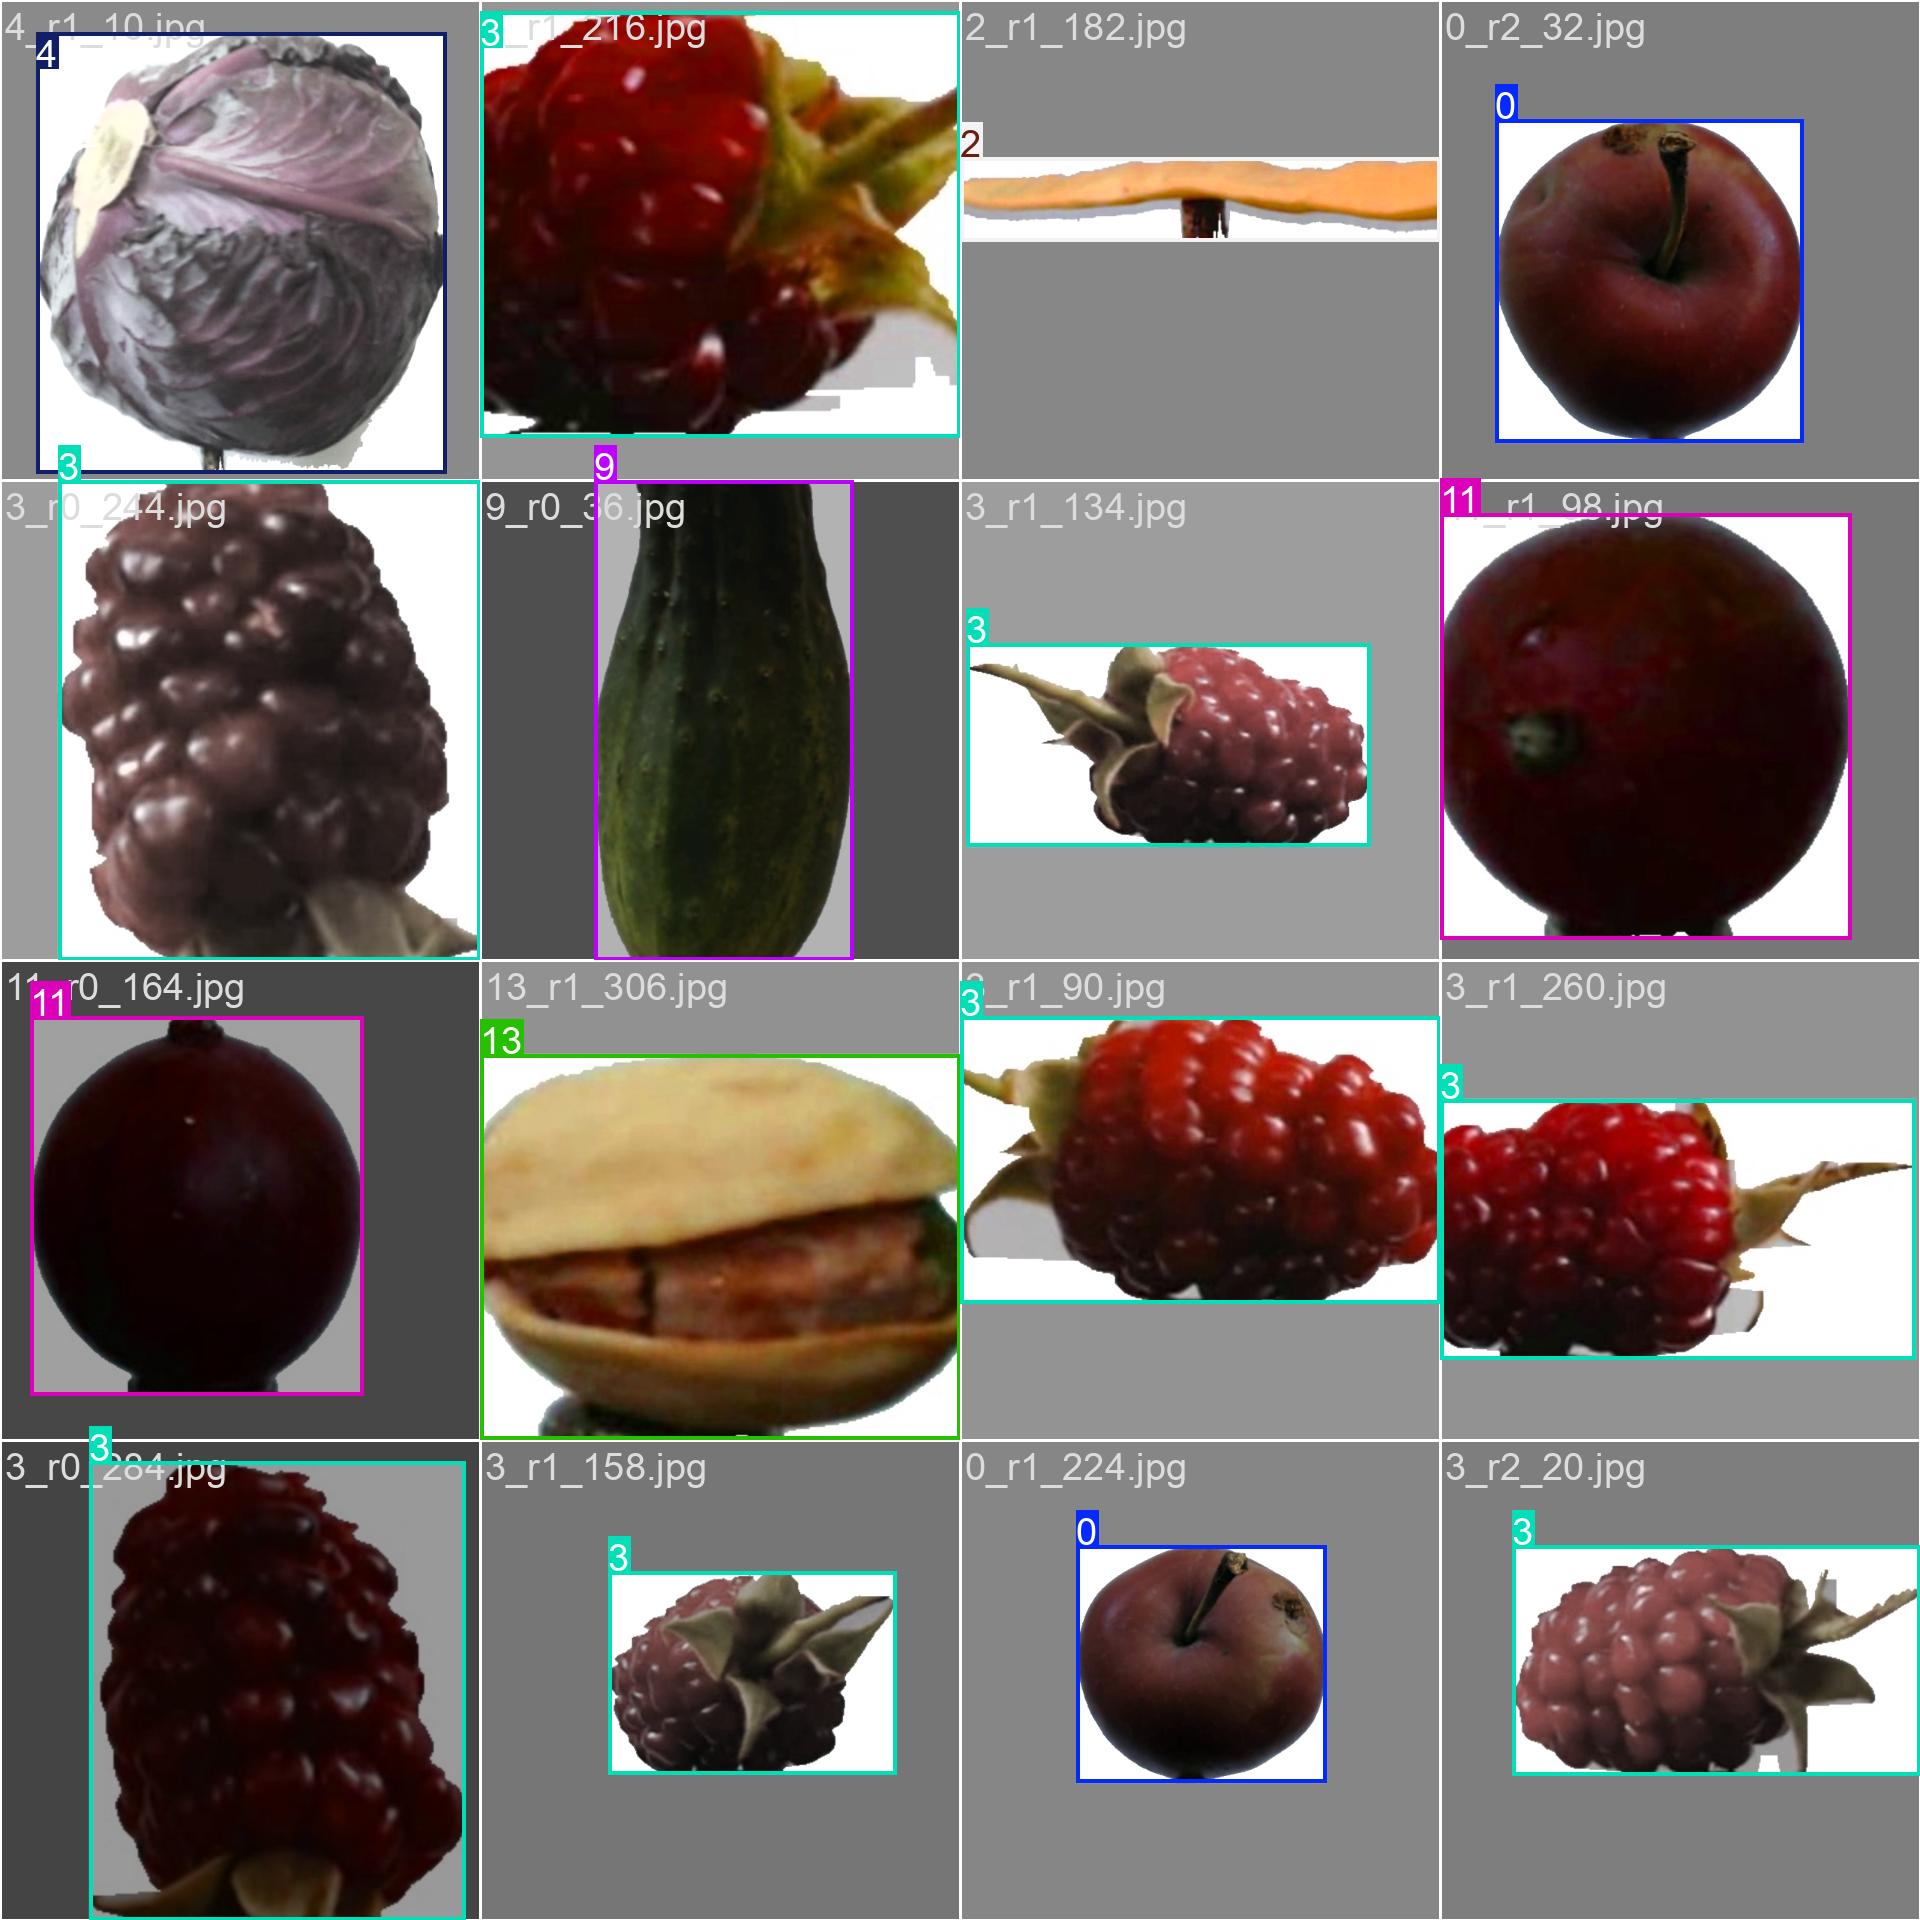 4_r1_10.jpg
4
3_r1_216.jpg
3
2_r1_182.jpg
2
0_r2_32.jpg
0
3_r0_244.jpg
3
9_r0_36.jpg
9
3_r1_134.jpg
3
11_r1_98.jpg
11
11_r0_164.jpg
11
13_r1_306.jpg
13
3_r1_90.jpg
3
3_r1_260.jpg
3
3_r0_284.jpg
3
3_r1_158.jpg
3
0_r1_224.jpg
0
3_r2_20.jpg
3